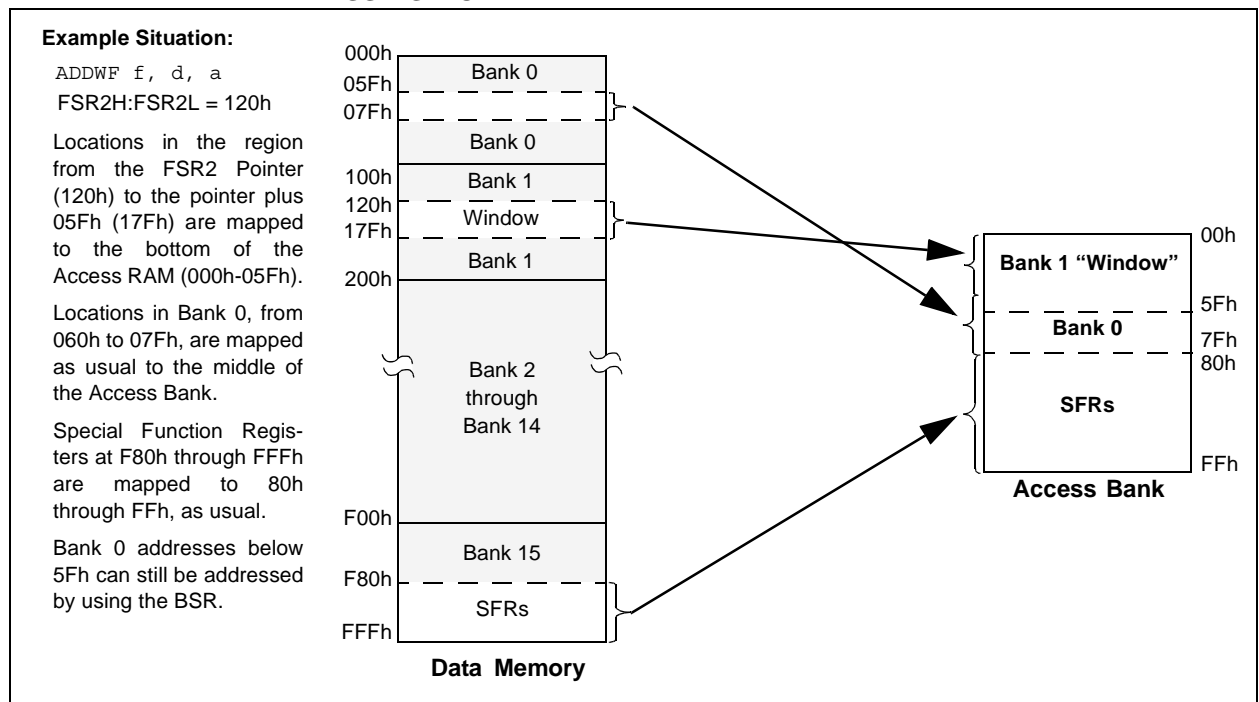 Example Situation:
ADDWF f, d, a
FSR2H:FSR2L = 120h
Locations in the region
from the FSR2 Pointer
(120h) to the pointer plus
05Fh (17Fh) are mapped
to the bottom of the
Access RAM (000h-05Fh).
Locations in Bank 0, from
060h to 07Fh, are mapped
as usual to the middle of
the Access Bank.
Special Function Regis-
ters at F80h through FFFh
are mapped to 80h
through FFh, as usual.
Bank 0 addresses below
5Fh can still be addressed
by using the BSR.
000h
Bank 0
05Fh
07Fh
Bank 0
100h
Bank 1
120h
Window
17Fh
Bank 1
200h
Bank 2
through
Bank 14
F00h
Bank 15
F80h
SFRs
FFFh
Data Memory
00h
Bank 1 “Window”
5Fh
Bank 0
7Fh
80h
SFRs
FFh
Access Bank